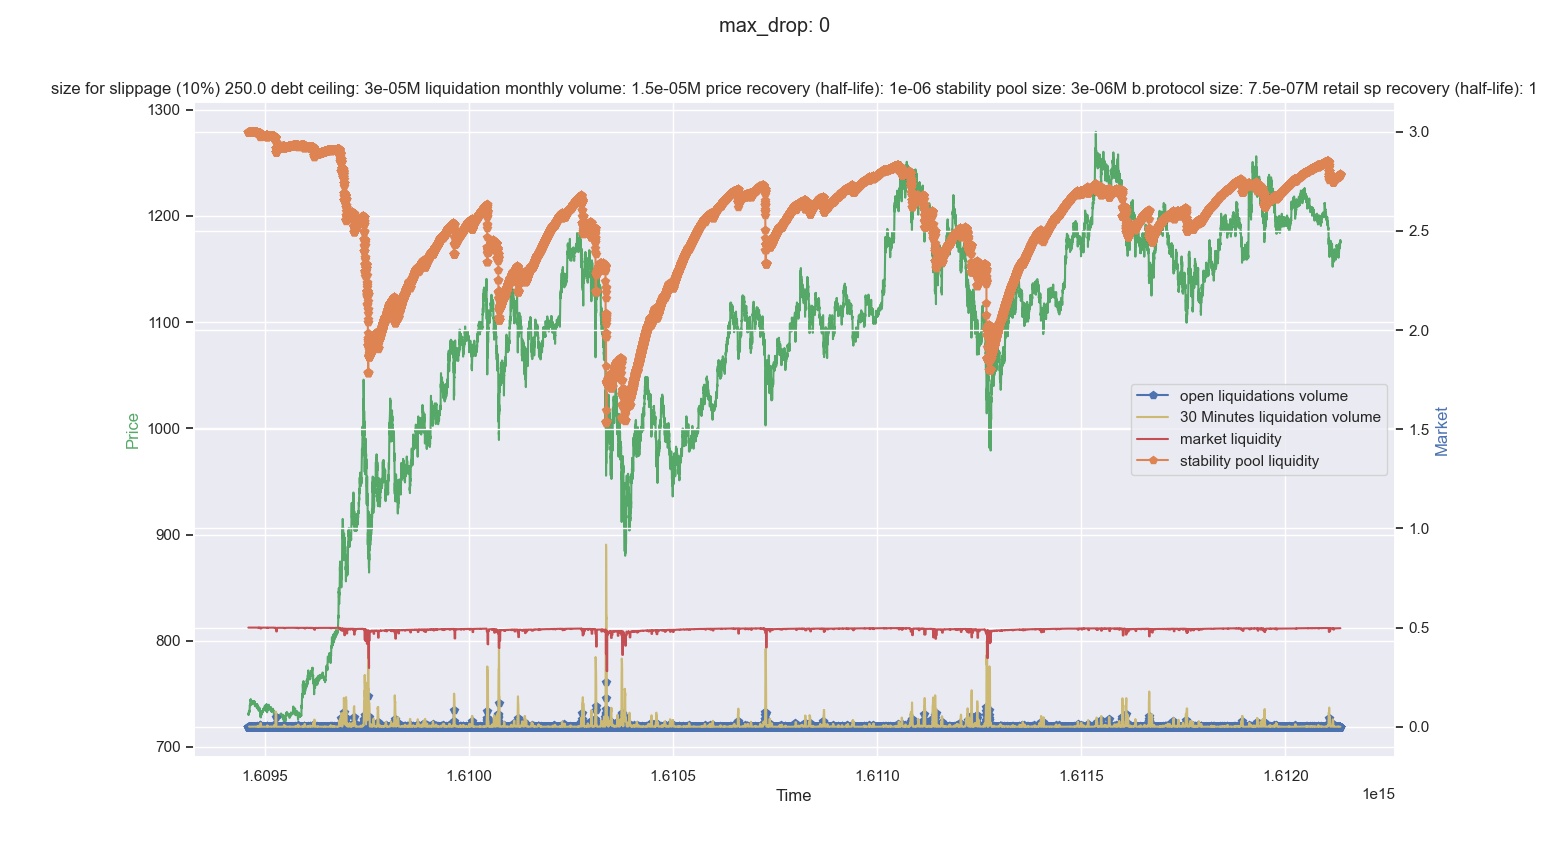 max_drop: 0
size for slippage (10%) 250.0 debt ceiling: 3e-05M liquidation monthly volume: 1.5e-05M price recovery (half-life): 1e-06 stability pool size: 3e-06M b.protocol size: 7.5e-07M retail sp recovery (half-life): 1
1300
1200
1100
1000
900
800
700
Price
3.0
2.5
2.0
1.5
1.0
0.5
0.0
Market
open liquidations volume
30 Minutes liquidation volume
market liquidity
stability pool liquidity
1.6095 1.6100 1.6105 1.6110 1.6115 1.6120
Time
1e15